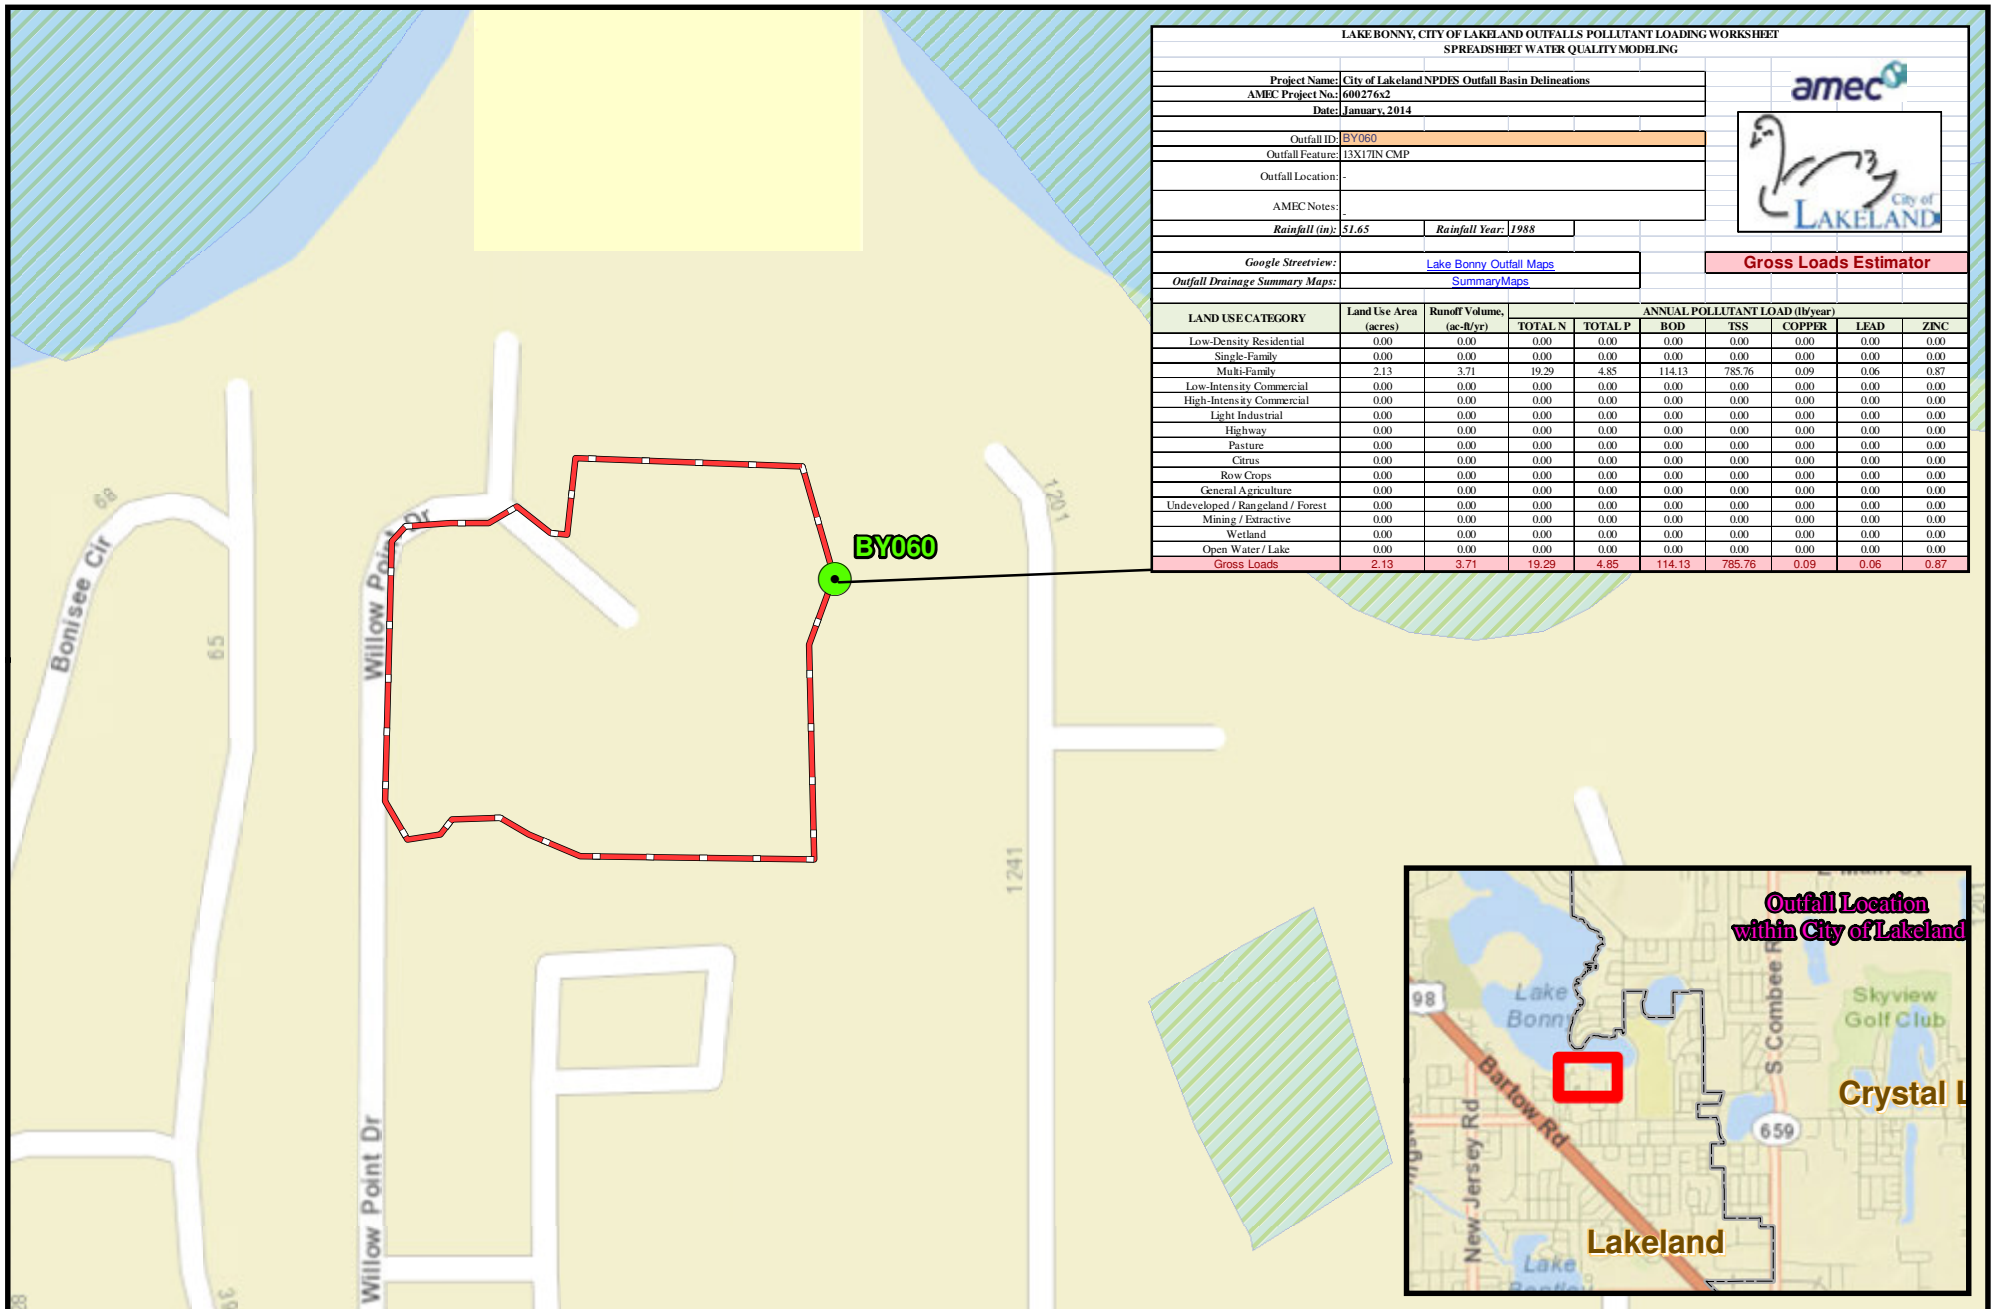 LAKE BONNY, CITY OF LAKELAND OUTFALLS POLLUTANT LOADING WORKSHEET
SPREADSHEET WATER QUALITY MODELING
Project Name: City of Lakeland NPDES Outfall Basin Delineations
AMEC Project No.: 600276x2
Date: January, 2014
amec
City of
LAKELAND
Outfall ID: BY060
Outfall Feature: 13X17IN CMP
Outfall Location: -
AMEC Notes: -
Rainfall (in): 51.65 Rainfall Year: 1988
Google Streetview: Lake Bonny Outfall Maps
Gross Loads Estimator
Outfall Drainage Summary Maps: SummaryMaps
LAND USE CATEGORY Land Use Area (acres) Runoff Volume, (ac-ft/yr) ANNUAL POLLUTANT LOAD (lb/year)
TOTAL N TOTAL P BOD TSS COPPER LEAD ZINC
Low-Density Residential 0.00 0.00 0.00 0.00 0.00 0.00 0.00 0.00 0.00
Single-Family 0.00 0.00 0.00 0.00 0.00 0.00 0.00 0.00 0.00
Multi-Family 2.13 3.71 19.29 4.85 114.13 785.76 0.09 0.06 0.87
Low-Intensity Commercial 0.00 0.00 0.00 0.00 0.00 0.00 0.00 0.00 0.00
High-Intensity Commercial 0.00 0.00 0.00 0.00 0.00 0.00 0.00 0.00 0.00
Light Industrial 0.00 0.00 0.00 0.00 0.00 0.00 0.00 0.00 0.00
Highway 0.00 0.00 0.00 0.00 0.00 0.00 0.00 0.00 0.00
Pasture 0.00 0.00 0.00 0.00 0.00 0.00 0.00 0.00 0.00
Citrus 0.00 0.00 0.00 0.00 0.00 0.00 0.00 0.00 0.00
Row Crops 0.00 0.00 0.00 0.00 0.00 0.00 0.00 0.00 0.00
General Agriculture 0.00 0.00 0.00 0.00 0.00 0.00 0.00 0.00 0.00
Undeveloped / Rangeland / Forest 0.00 0.00 0.00 0.00 0.00 0.00 0.00 0.00 0.00
Mining / Extractive 0.00 0.00 0.00 0.00 0.00 0.00 0.00 0.00 0.00
Wetland 0.00 0.00 0.00 0.00 0.00 0.00 0.00 0.00 0.00
Open Water / Lake 0.00 0.00 0.00 0.00 0.00 0.00 0.00 0.00 0.00
Gross Loads 2.13 3.71 19.29 4.85 114.13 785.76 0.09 0.06 0.87
68
Bonisee Cir
65
Willow Point Dr
BY060
1201
1241
Willow Point Dr
Outfall Location
within City of Lakeland
98
Lake
Bonny
S Combee R
Skyview
Golf Club
Crystal L
Bartow Rd
659
New Jersey Rd
Lakeland
Lake